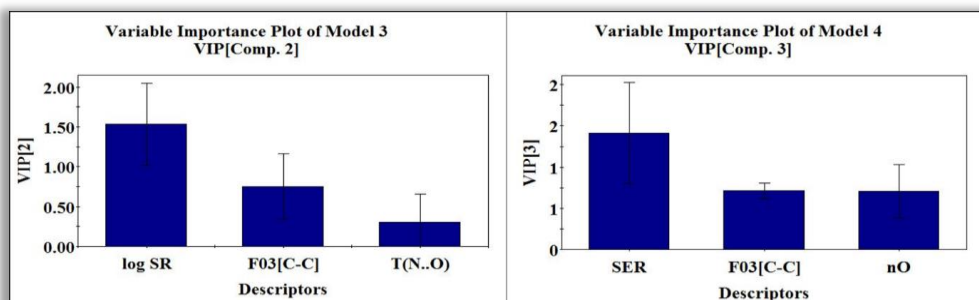 Variable Importance Plot of Model 3
VIP[Comp. 2]
VIP[2]
2.00
1.50
1.00
0.50
0.00
log SR
F03[C-C]
T(N..O)
Descriptors
Variable Importance Plot of Model 4
VIP[Comp. 3]
VIP[3]
2
2
1
1
0
SER
F03[C-C]
nO
Descriptors